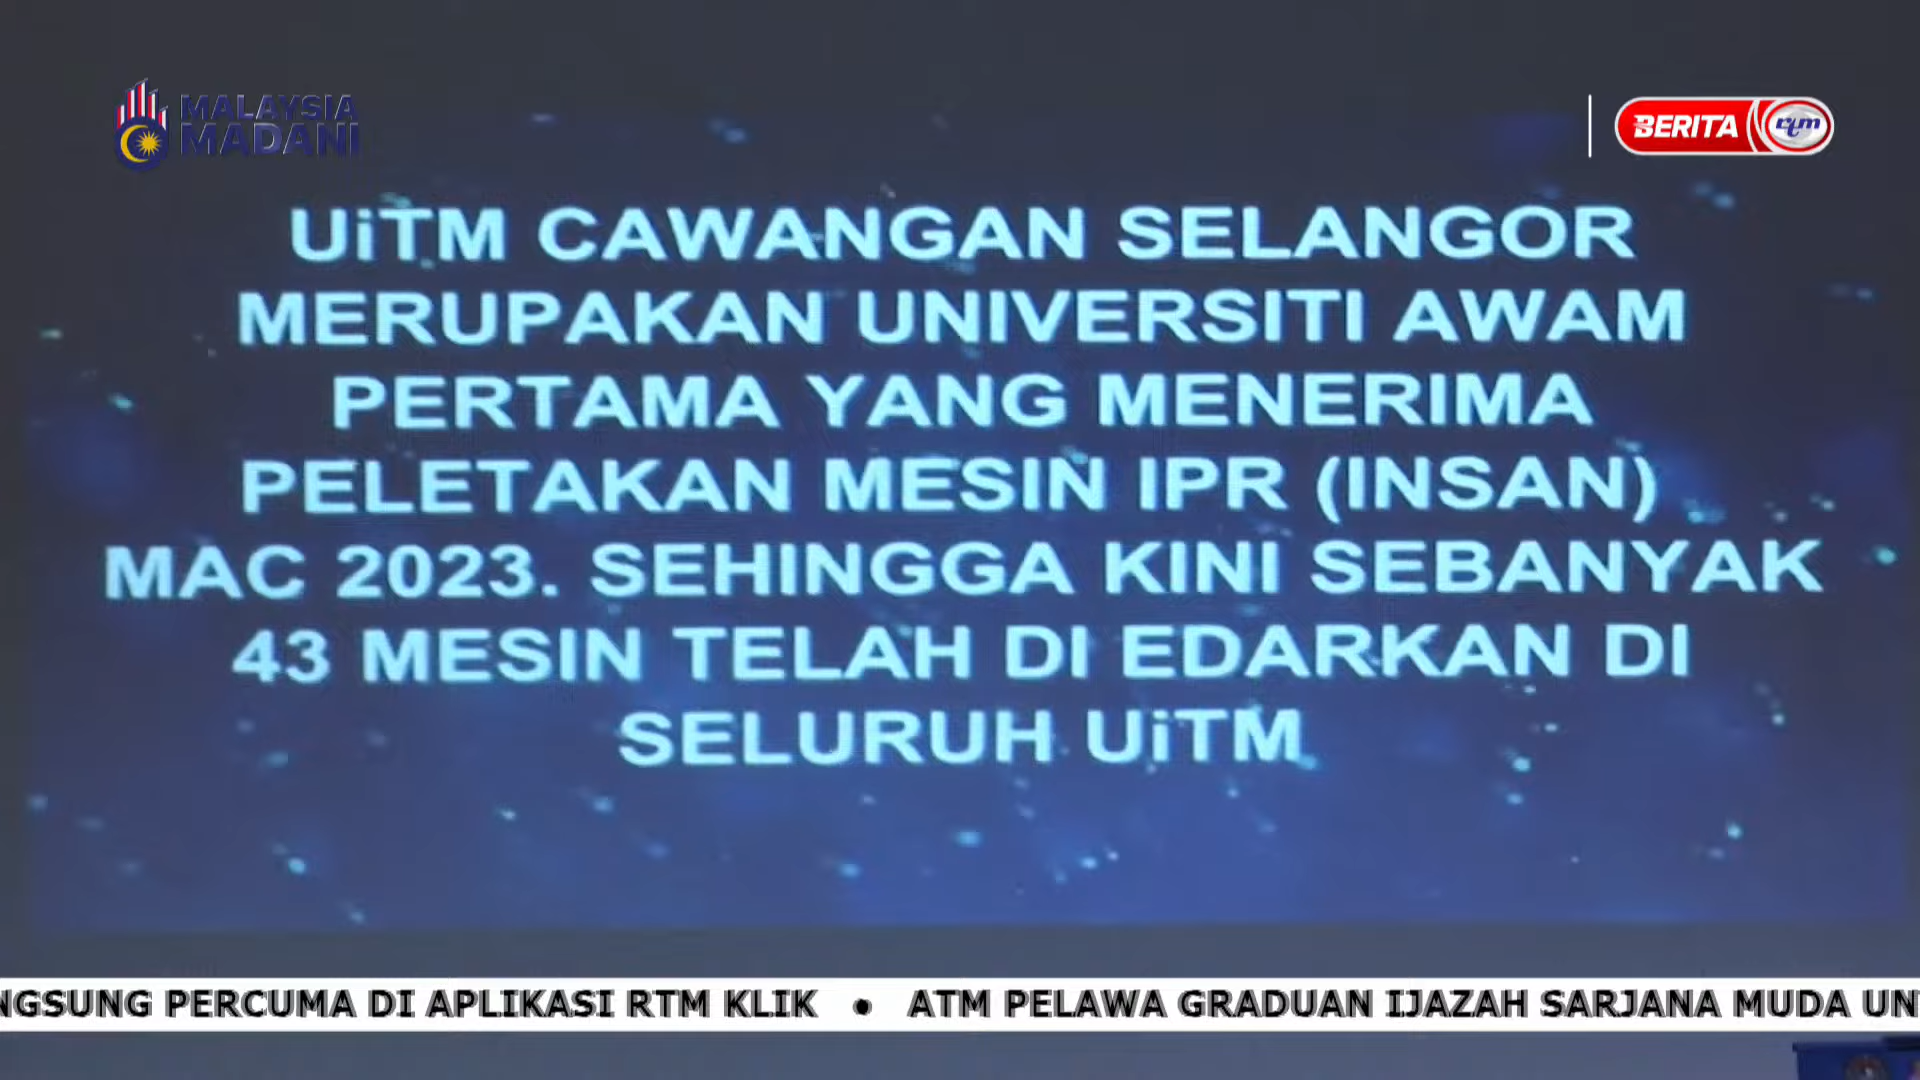 MALAYSIA
MADANI
BERITA rtm
UiTM CAWANGAN SELANGOR
MERUPAKAN UNIVERSITI AWAM
PERTAMA YANG MENERIMA
PELETAKAN MESIN IPR (INSAN)
MAC 2023. SEHINGGA KINI SEBANYAK
43 MESIN TELAH DI EDARKAN DI
SELURUH UiTM
NGSUNG PERCUMA DI APLIKASI RTM KLIK • ATM PELAWA GRADUAN IJAZAH SARJANA MUDA UN